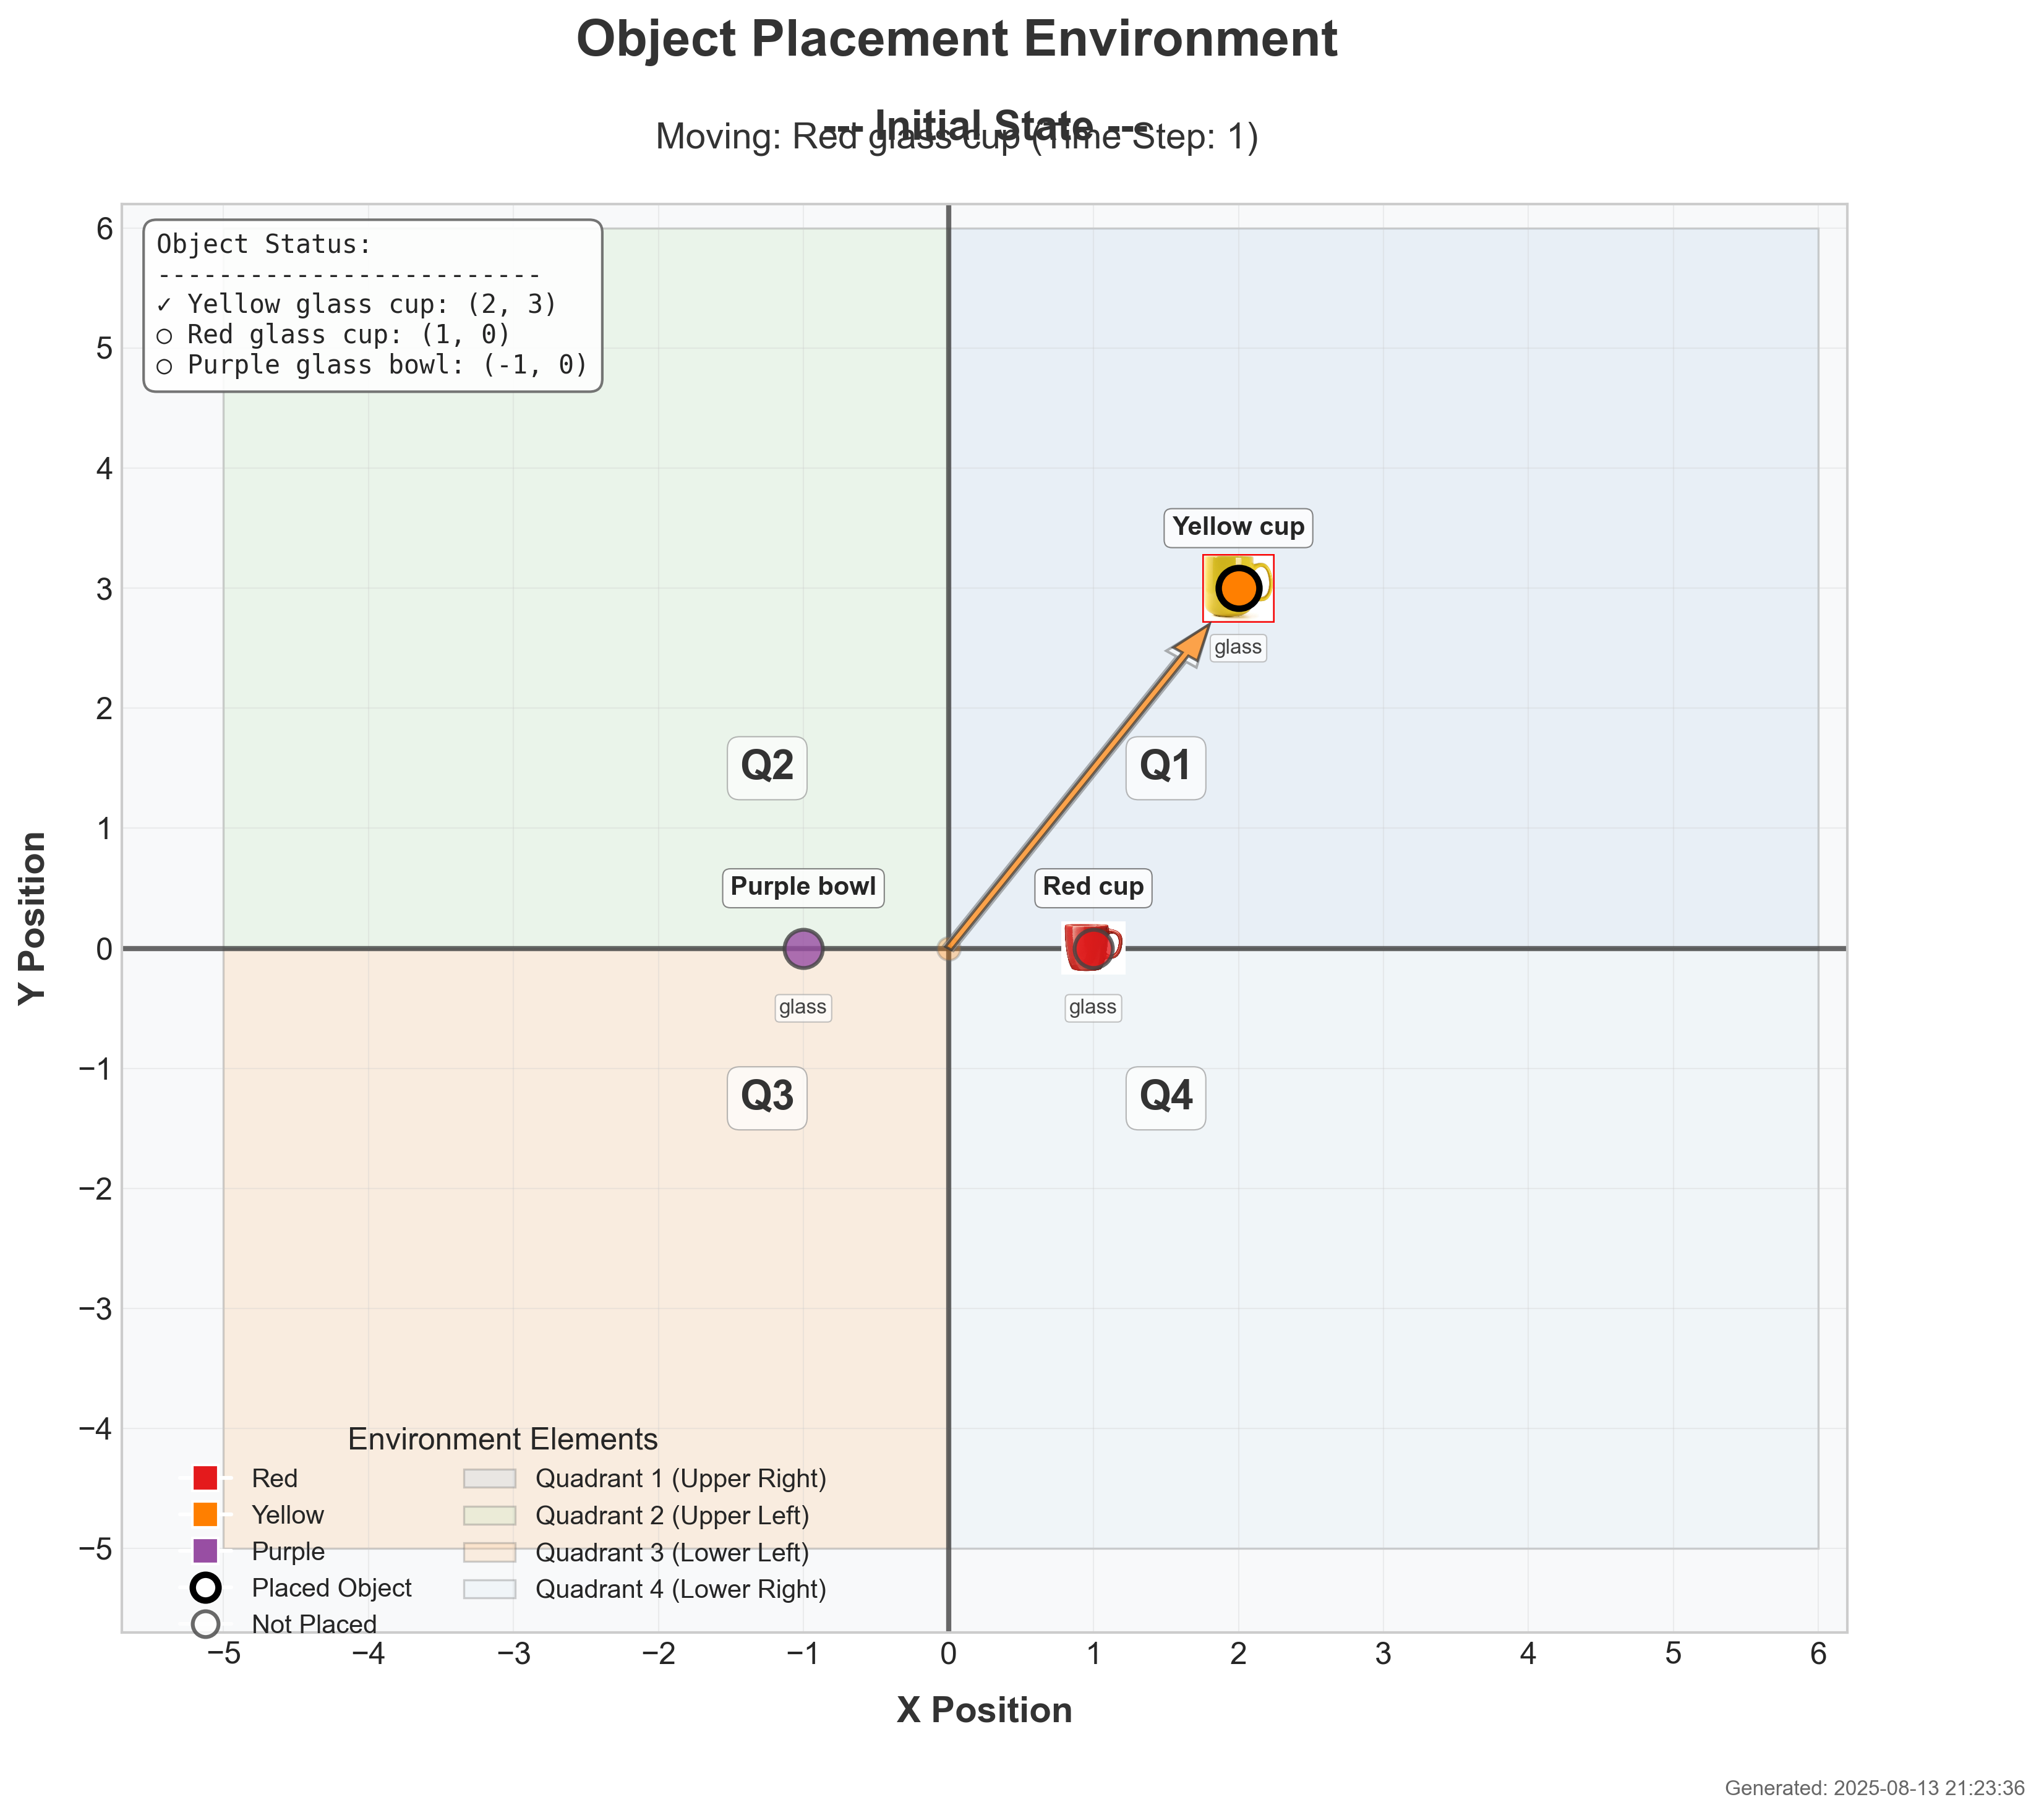 Object Placement Environment
--- Initial State ---
Moving: Red glass cup (Time Step: 1)
Object Status:
-------------------------
✓ Yellow glass cup: (2, 3)
○ Red glass cup: (1, 0)
○ Purple glass bowl: (-1, 0)
6
5
4
3
2
1
0
−1
−2
−3
−4
−5
Y Position
Yellow cup
glass
Q2
Q1
Purple bowl
Red cup
glass
glass
Q3
Q4
Environment Elements
Red
Yellow
Purple
Placed Object
Not Placed
Quadrant 1 (Upper Right)
Quadrant 2 (Upper Left)
Quadrant 3 (Lower Left)
Quadrant 4 (Lower Right)
−5 −4 −3 −2 −1 0 1 2 3 4 5 6
X Position
Generated: 2025-08-13 21:23:36